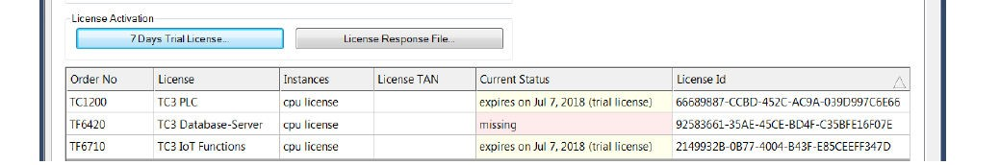 License Activation
7 Days Trial License...
License Response File...
Order No License Instances License TAN Current Status License Id
TC1200 TC3 PLC cpu license expires on Jul 7, 2018 (trial license) 66689887-CCBD-452C-AC9A-039D997C6E66
TF6420 TC3 Database-Server cpu license missing 92583661-35AE-45CE-BD4F-C35BFE16F07E
TF6710 TC3 IoT Functions cpu license expires on Jul 7, 2018 (trial license) 2149932B-0B77-4004-B43F-E85CEEFF347D